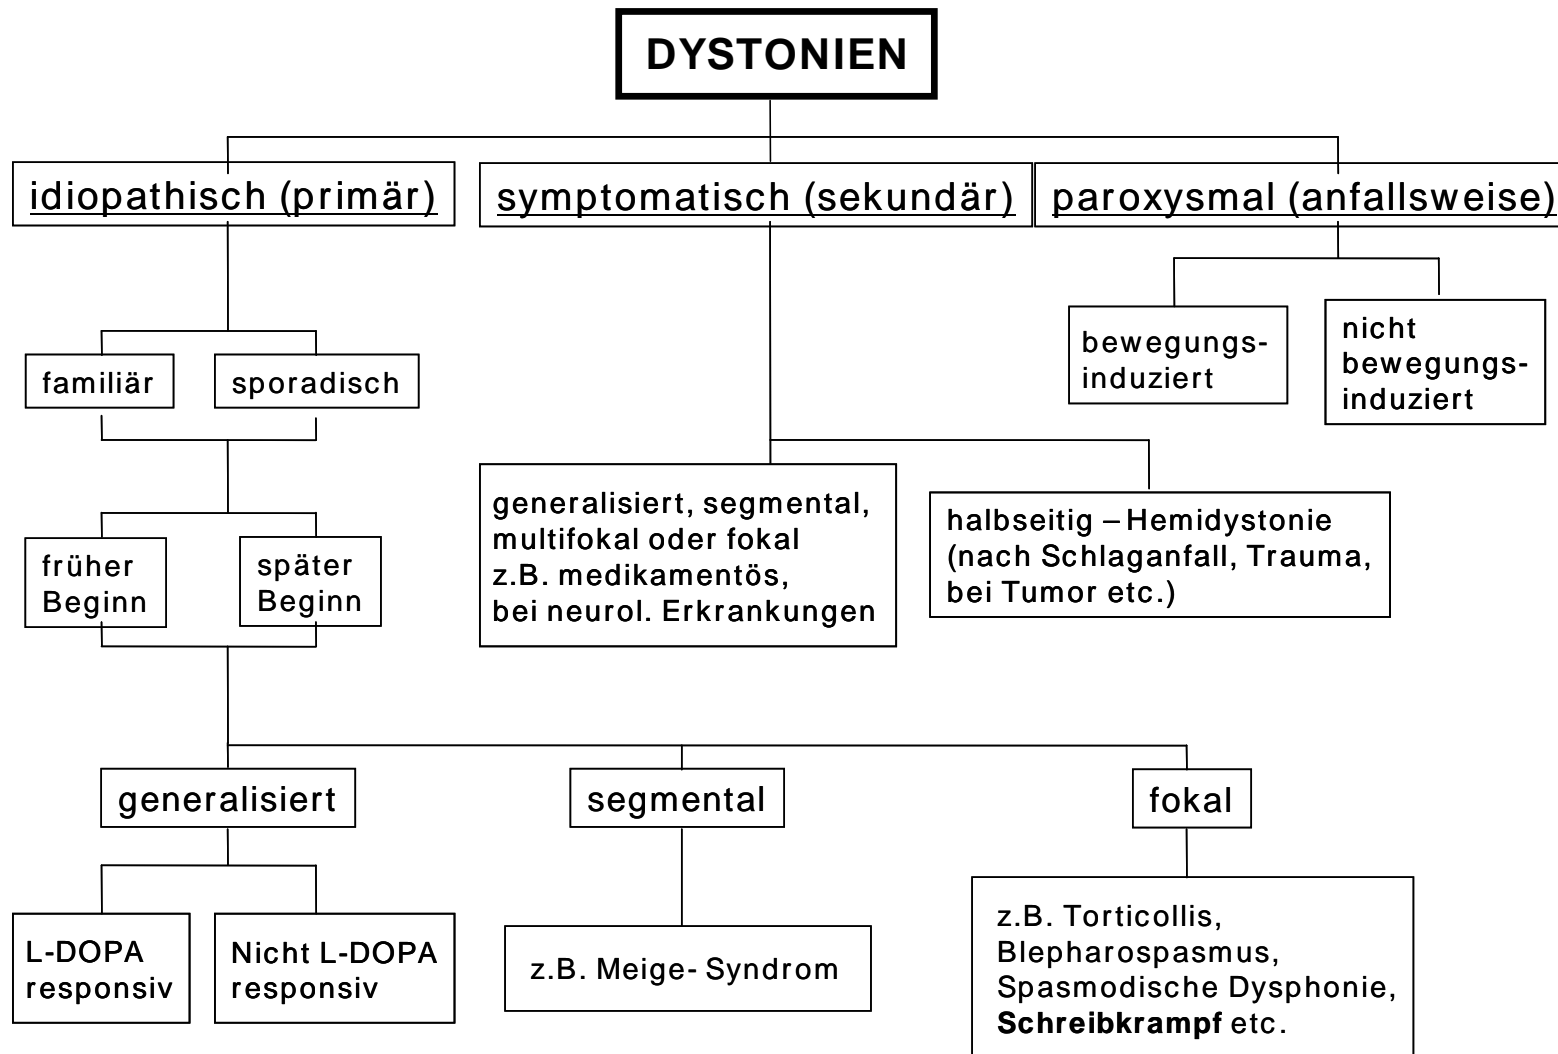 DYSTONIEN
idiopathisch (primär)
symptomatisch (sekundär)
paroxysmal (anfallsweise)
familiär
sporadisch
bewegungs-
induziert
nicht
bewegungs-
induziert
früher
Beginn
später
Beginn
generalisiert, segmental,
multifokal oder fokal
z.B. medikamentös,
bei neurol. Erkrankungen
halbseitig – Hemidystonie
(nach Schlaganfall, Trauma,
bei Tumor etc.)
generalisiert
segmental
fokal
L-DOPA
responsiv
Nicht L-DOPA
responsiv
z.B. Meige- Syndrom
z.B. Torticollis,
Blepharospasmus,
Spasmodische Dysphonie,
Schreibkrampf etc.